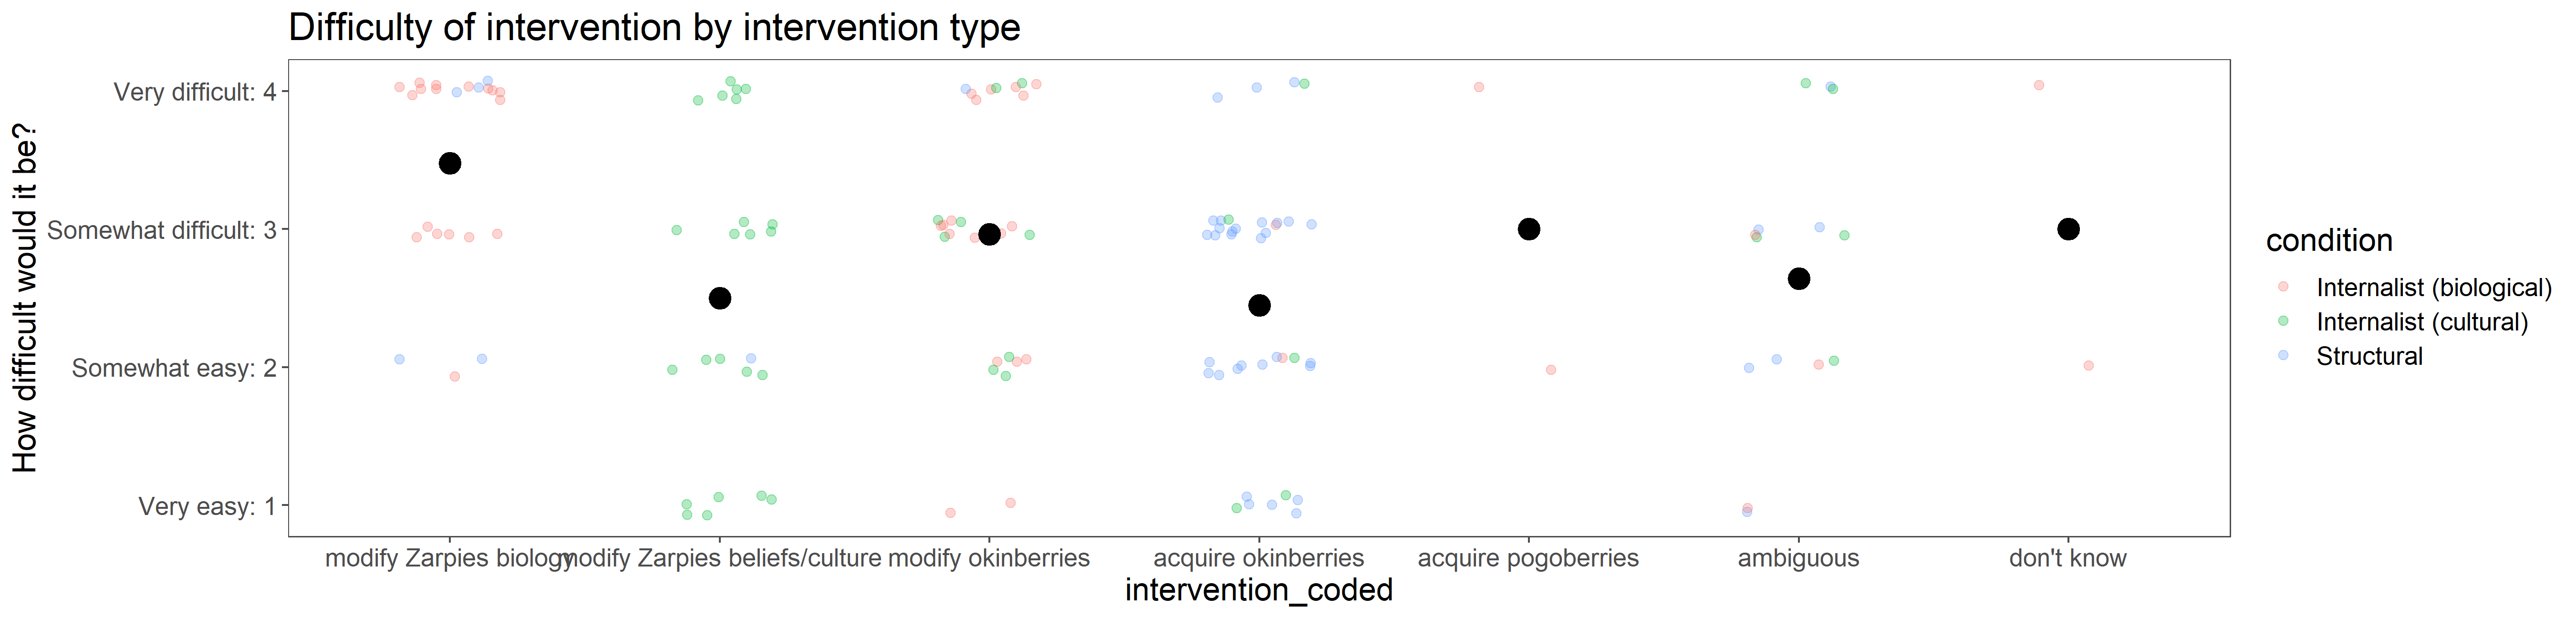 Difficulty of intervention by intervention type
How difficult would it be?
Very difficult: 4
Somewhat difficult: 3
Somewhat easy: 2
Very easy: 1
modify Zarpies biology
modify Zarpies beliefs/culture
modify okinberries
acquire okinberries
acquire pogoberries
ambiguous
don't know
intervention_coded
condition
Internalist (biological)
Internalist (cultural)
Structural